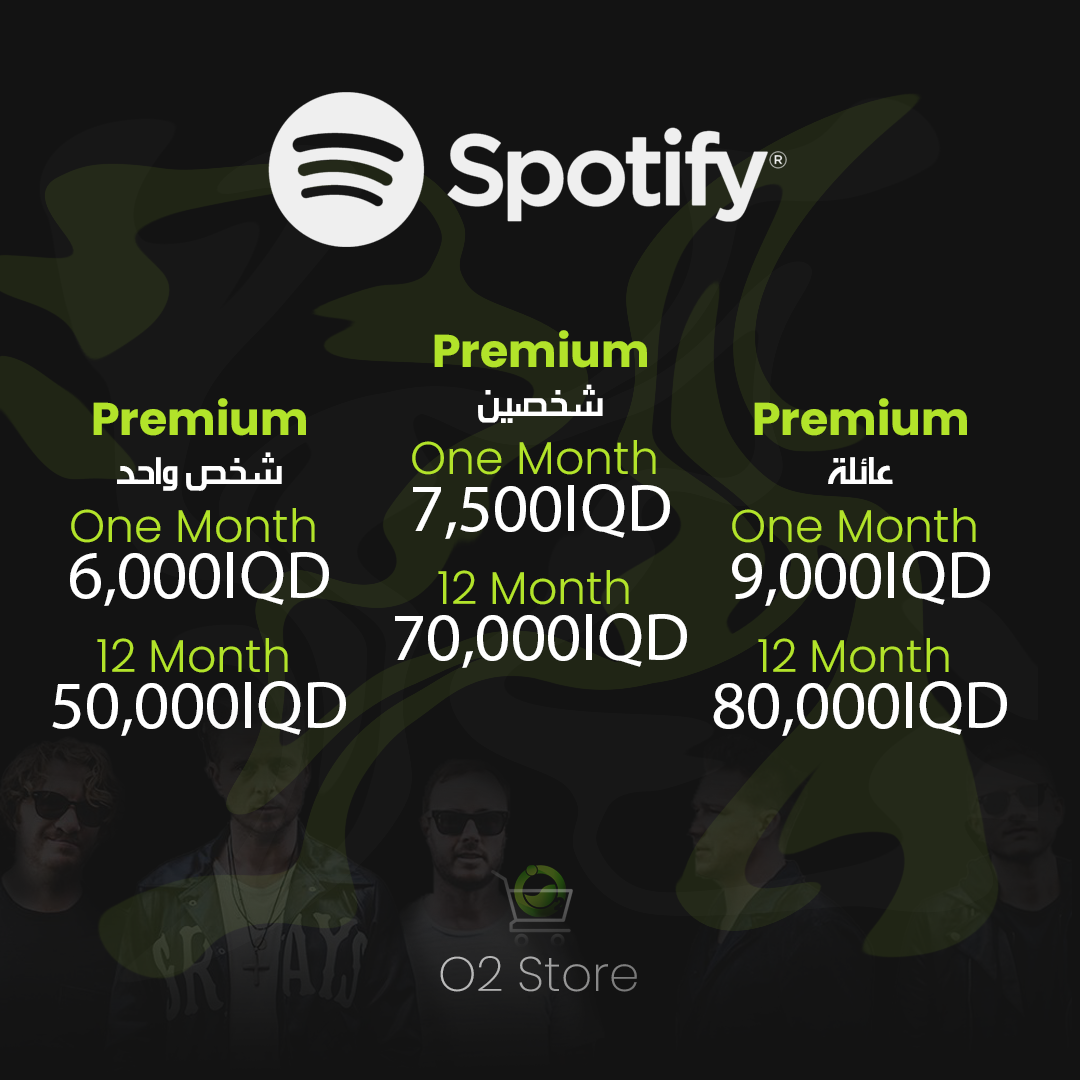 Spotify®
Premium
شخص واحد
One Month
6,000IQD
12 Month
50,000IQD
Premium
شخصين
One Month
7,500IQD
12 Month
70,000IQD
Premium
عائلة
One Month
9,000IQD
12 Month
80,000IQD
O2 Store